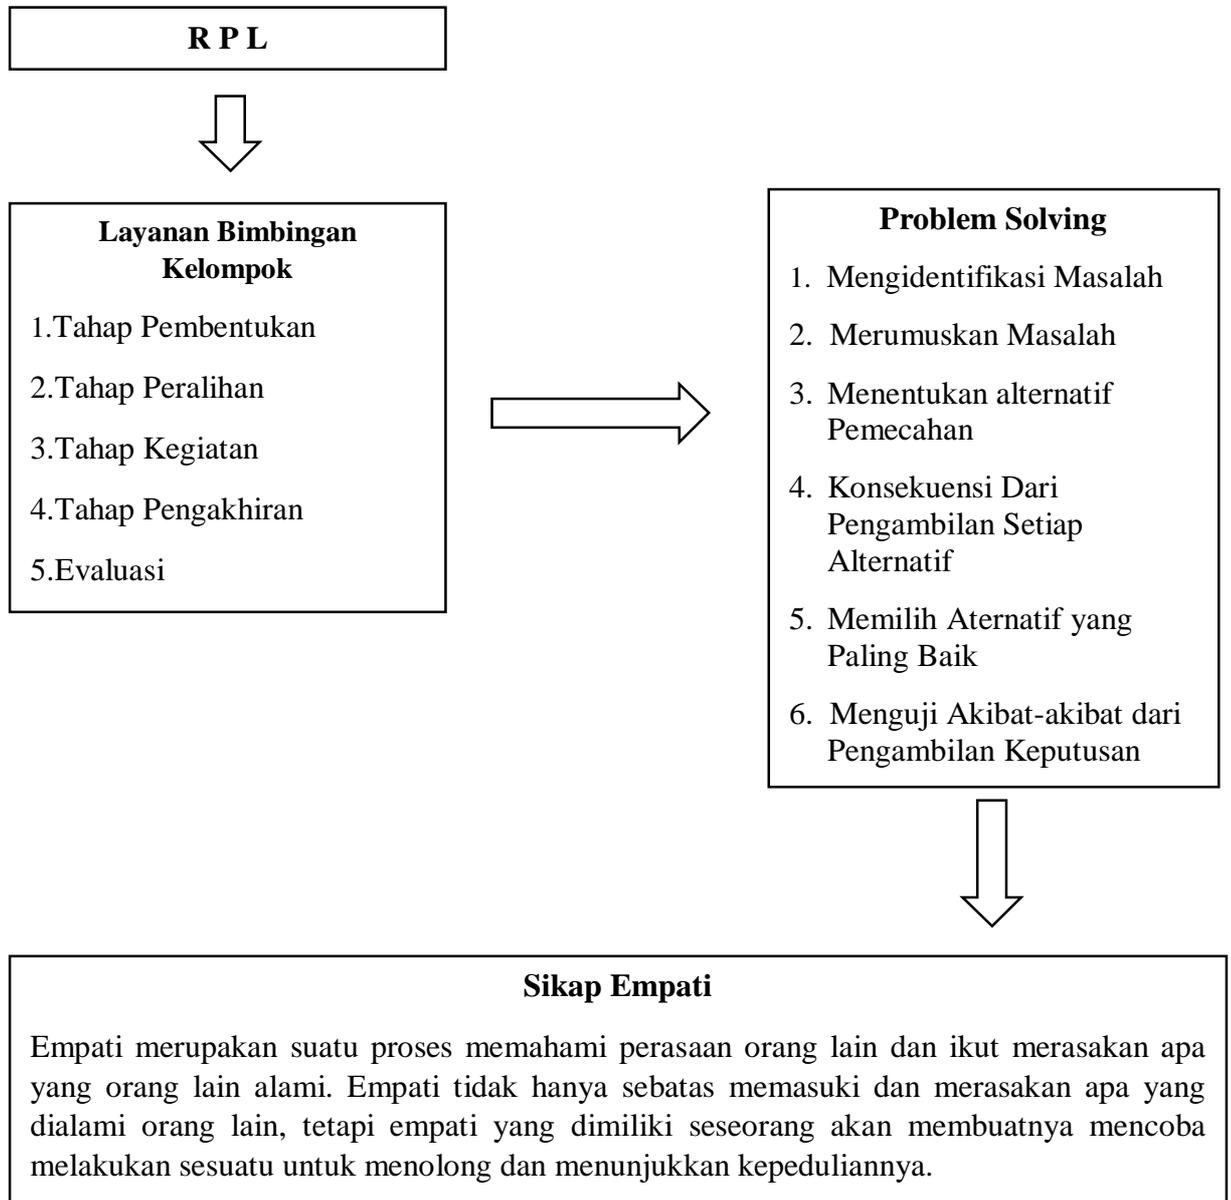 R P L
Layanan Bimbingan
Kelompok
1.Tahap Pembentukan
2.Tahap Peralihan
3.Tahap Kegiatan
4.Tahap Pengakhiran
5.Evaluasi
Problem Solving
1. Mengidentifikasi Masalah
2. Merumuskan Masalah
3. Menentukan alternatif
Pemecahan
4. Konsekuensi Dari
Pengambilan Setiap
Alternatif
5. Memilih Aternatif yang
Paling Baik
6. Menguji Akibat-akibat dari
Pengambilan Keputusan
Sikap Empati
Empati merupakan suatu proses memahami perasaan orang lain dan ikut merasakan apa
yang orang lain alami. Empati tidak hanya sebatas memasuki dan merasakan apa yang
dialami orang lain, tetapi empati yang dimiliki seseorang akan membuatnya mencoba
melakukan sesuatu untuk menolong dan menunjukkan kepeduliannya.